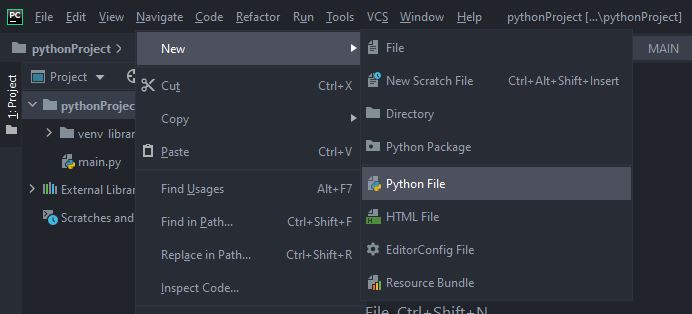 PC File Edit View Navigate Code Refactor Run Tools VCS Window Help pythonProject [...\pythonProject]
pythonProject
MAIN
1: Project
Project
pythonProjec
venv librar
main.py
External Librar
Scratches and
New
Cut Ctrl+X
Copy
Paste Ctrl+V
Find Usages Alt+F7
Find in Path... Ctrl+Shift+F
Replace in Path... Ctrl+Shift+R
Inspect Code...
File
New Scratch File Ctrl+Alt+Shift+Insert
Directory
Python Package
Python File
HTML File
EditorConfig File
Resource Bundle
File Ctrl+Shift+N